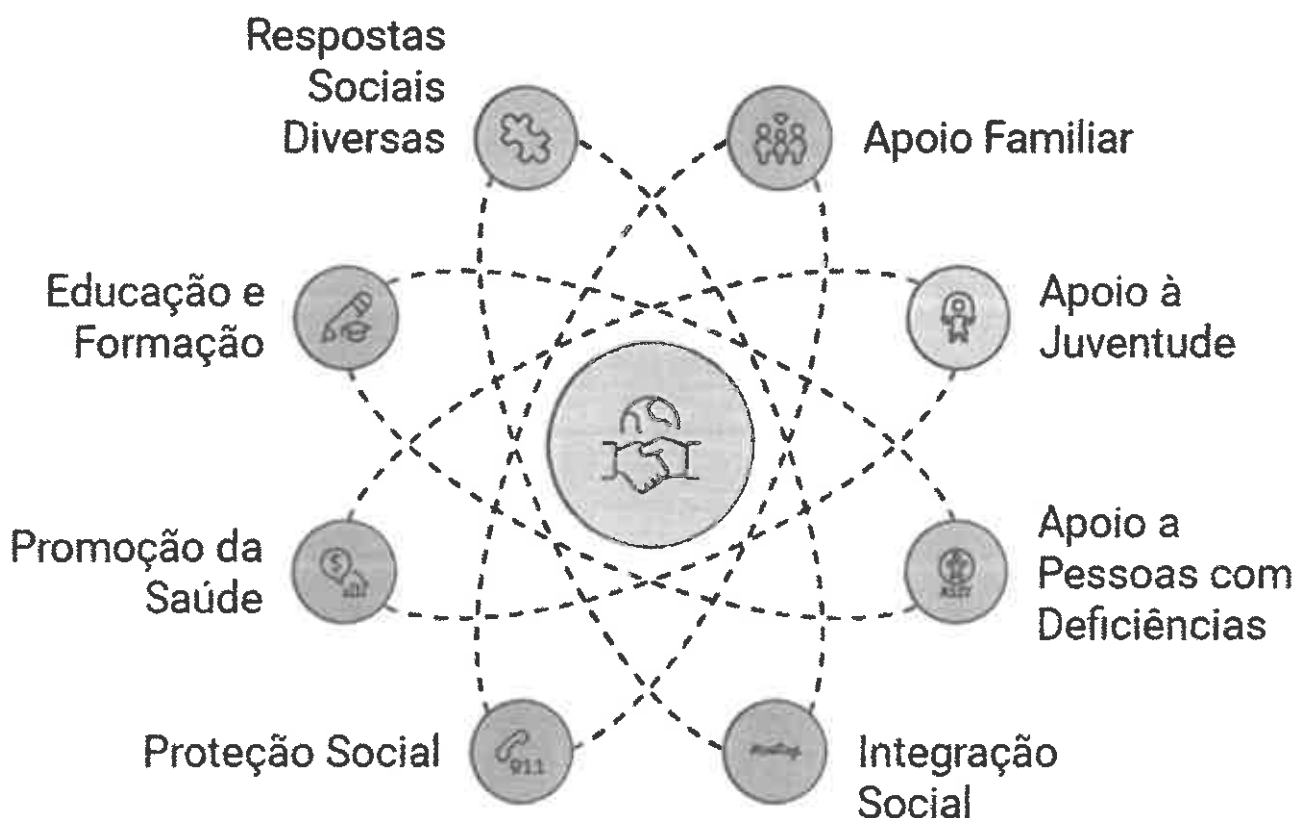 Respostas
Sociais
Diversas
Apoio Familiar
Educação e
Formação
Apoio à
Juventude
Promoção da
Saúde
$
Apoio a
Pessoas com
Deficiências
Proteção Social
911
Integração
Social